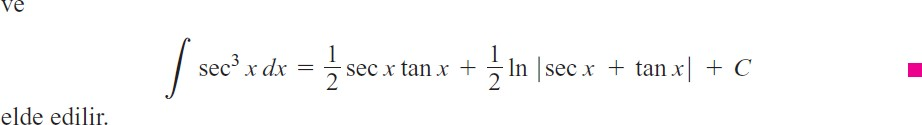 ve
∫ sec³ x dx = 1/2 sec x tan x + 1/2 ln |sec x + tan x| + C
elde edilir.